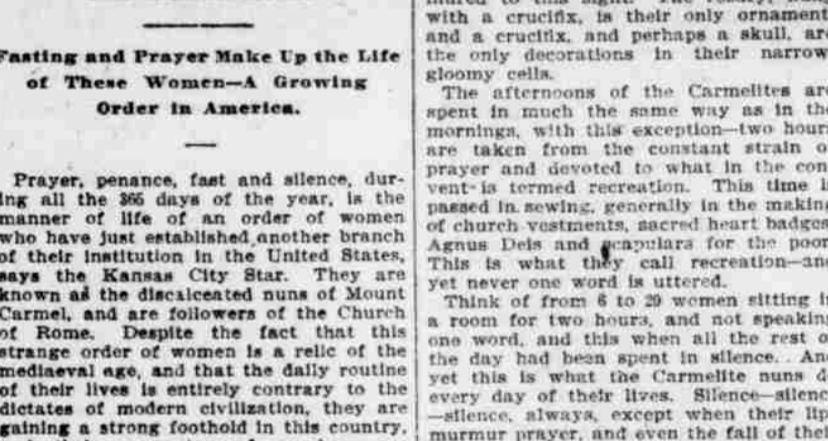 Fasting and Prayer Make Up the Life
of These Women—A Growing
Order in America.
Prayer, penance, fast and silence, dur-
ing all the 365 days of the year, is the
manner of life of an order of women
who have just established another branch
of their institution in the United States,
says the Kansas City Star. They are
known as the discalceated nuns of Mount
Carmel, and are followers of the Church
of Rome. Despite the fact that this
strange order of women is a relic of the
mediaeval age, and that the daily routine
of their lives is entirely contrary to the
dictates of modern civilization, they are
gaining a strong foothold in this country,
with a crucifix, is their only ornament
and a crucifix, and perhaps a skull, are
the only decorations in their narrow
gloomy cells.
The afternoons of the Carmelites are
spent in much the same way as in the
mornings, with this exception—two hours
are taken from the constant strain of
prayer and devoted to what in the con
vent is termed recreation. This time i
passed in sewing, generally in the making
of church vestments, sacred heart badges
Agnus Deis and scapulars for the poor
This is what they call recreation—and
yet never one word is uttered.
Think of from 6 to 20 women sitting i
a room for two hours, and not speaking
one word, and this when all the rest o
the day had been spent in silence. And
yet this is what the Carmelite nuns d
every day of their lives. Silence—silenc
—silence, always, except when their lip
murmur prayer, and even the fall of thei